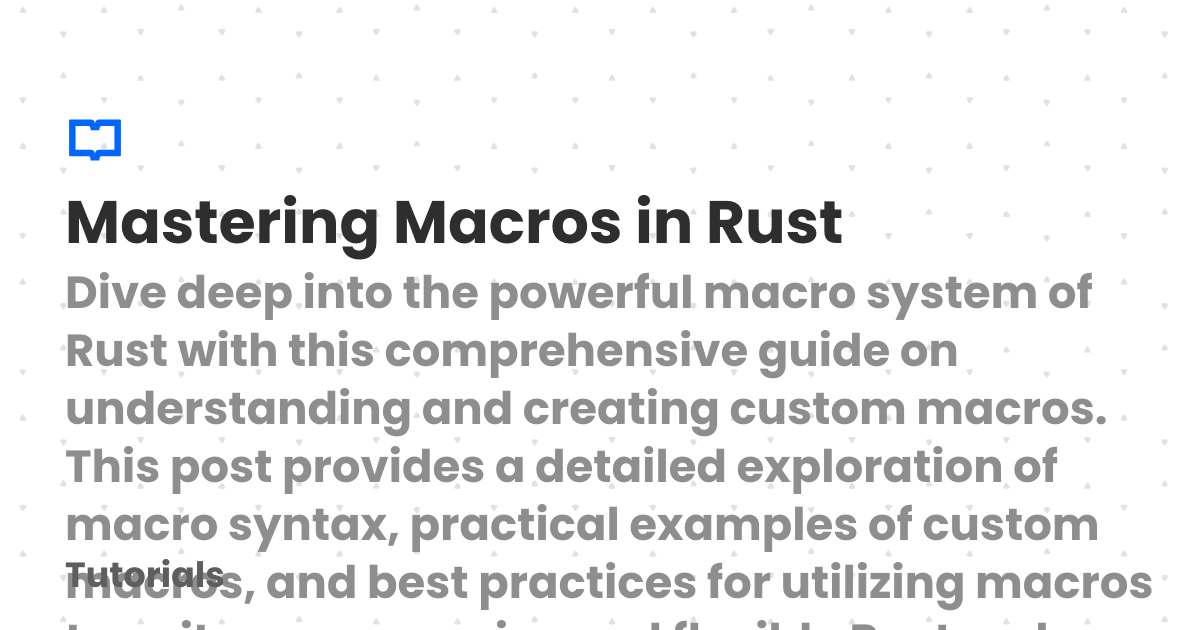 Mastering Macros in Rust
Dive deep into the powerful macro system of
Rust with this comprehensive guide on
understanding and creating custom macros.
This post provides a detailed exploration of
macro syntax, practical examples of custom
Tutorials
macros, and best practices for utilizing macros